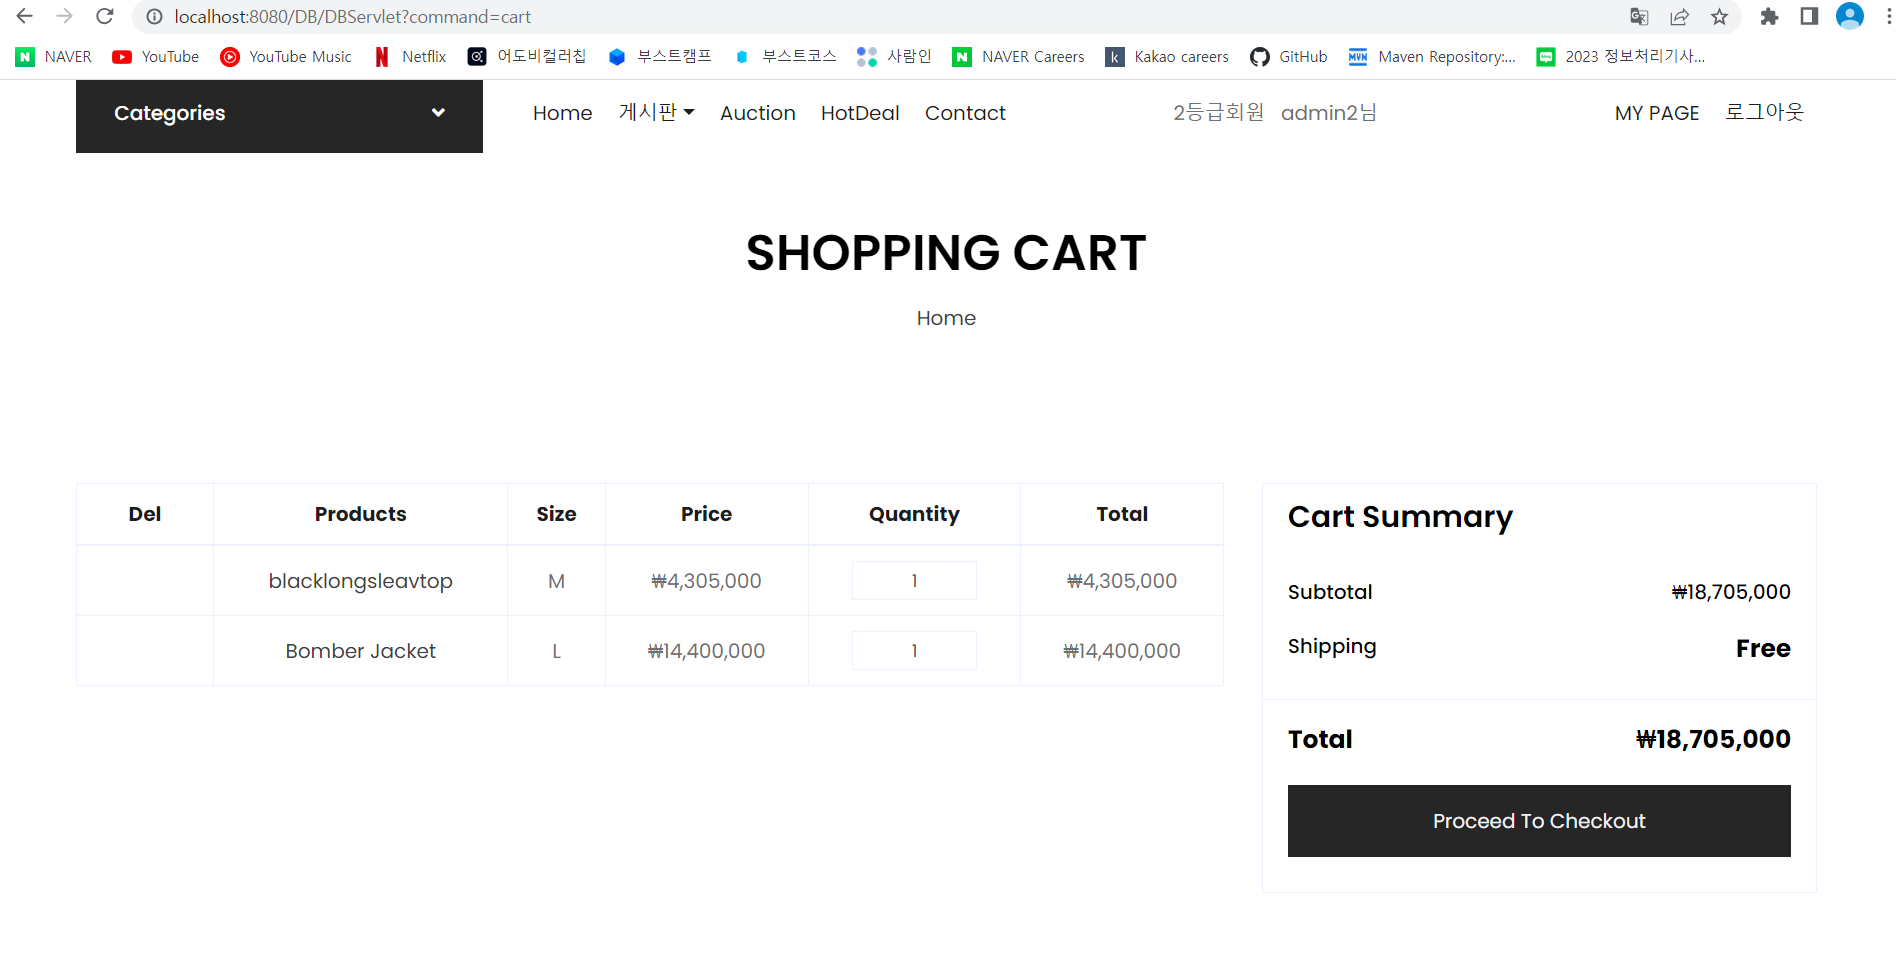 localhost:8080/DB/DBServlet?command=cart
NAVER YouTube YouTube Music Netflix 어도비컬러칩 부스트캠프 부스트코스 사람인 NAVER Careers Kakao careers GitHub Maven Repository:... 2023 정보처리기사...
Categories Home 게시판 Auction HotDeal Contact 2등급회원 admin2님 MY PAGE 로그아웃
SHOPPING CART
Home
Del Products Size Price Quantity Total
blacklongsleavtop M ₩4,305,000 1 ₩4,305,000
Bomber Jacket L ₩14,400,000 1 ₩14,400,000
Cart Summary
Subtotal ₩18,705,000
Shipping Free
Total ₩18,705,000
Proceed To Checkout